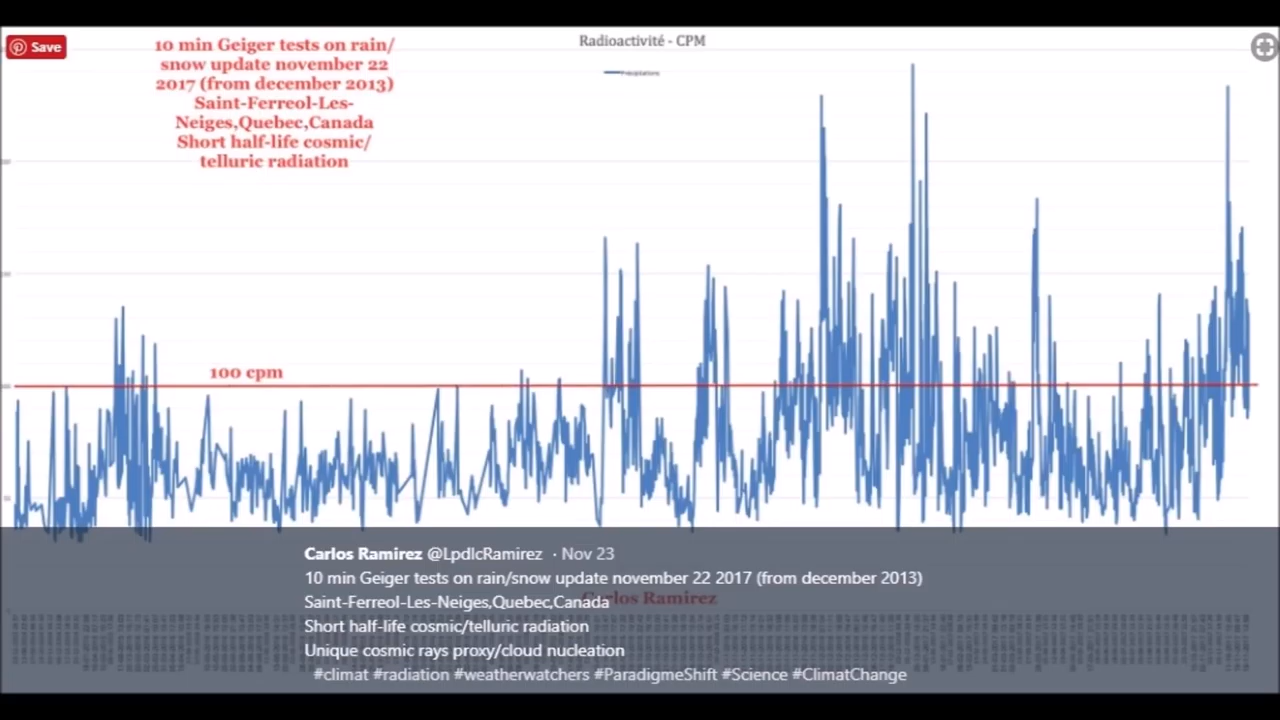 Save
10 min Geiger tests on rain/
snow update november 22
2017 (from december 2013)
Saint-Ferreol-Les-
Neiges,Quebec,Canada
Short half-life cosmic/
telluric radiation
Radioactivité - CPM
Précipitations
100 cpm
Carlos Ramirez @LpdlcRamirez · Nov 23
10 min Geiger tests on rain/snow update november 22 2017 (from december 2013)
Saint-Ferreol-Les-Neiges,Quebec,Canada
Carlos Ramirez
Short half-life cosmic/telluric radiation
Unique cosmic rays proxy/cloud nucleation
#climat #radiation #weatherwatchers #ParadigmeShift #Science #ClimatChange